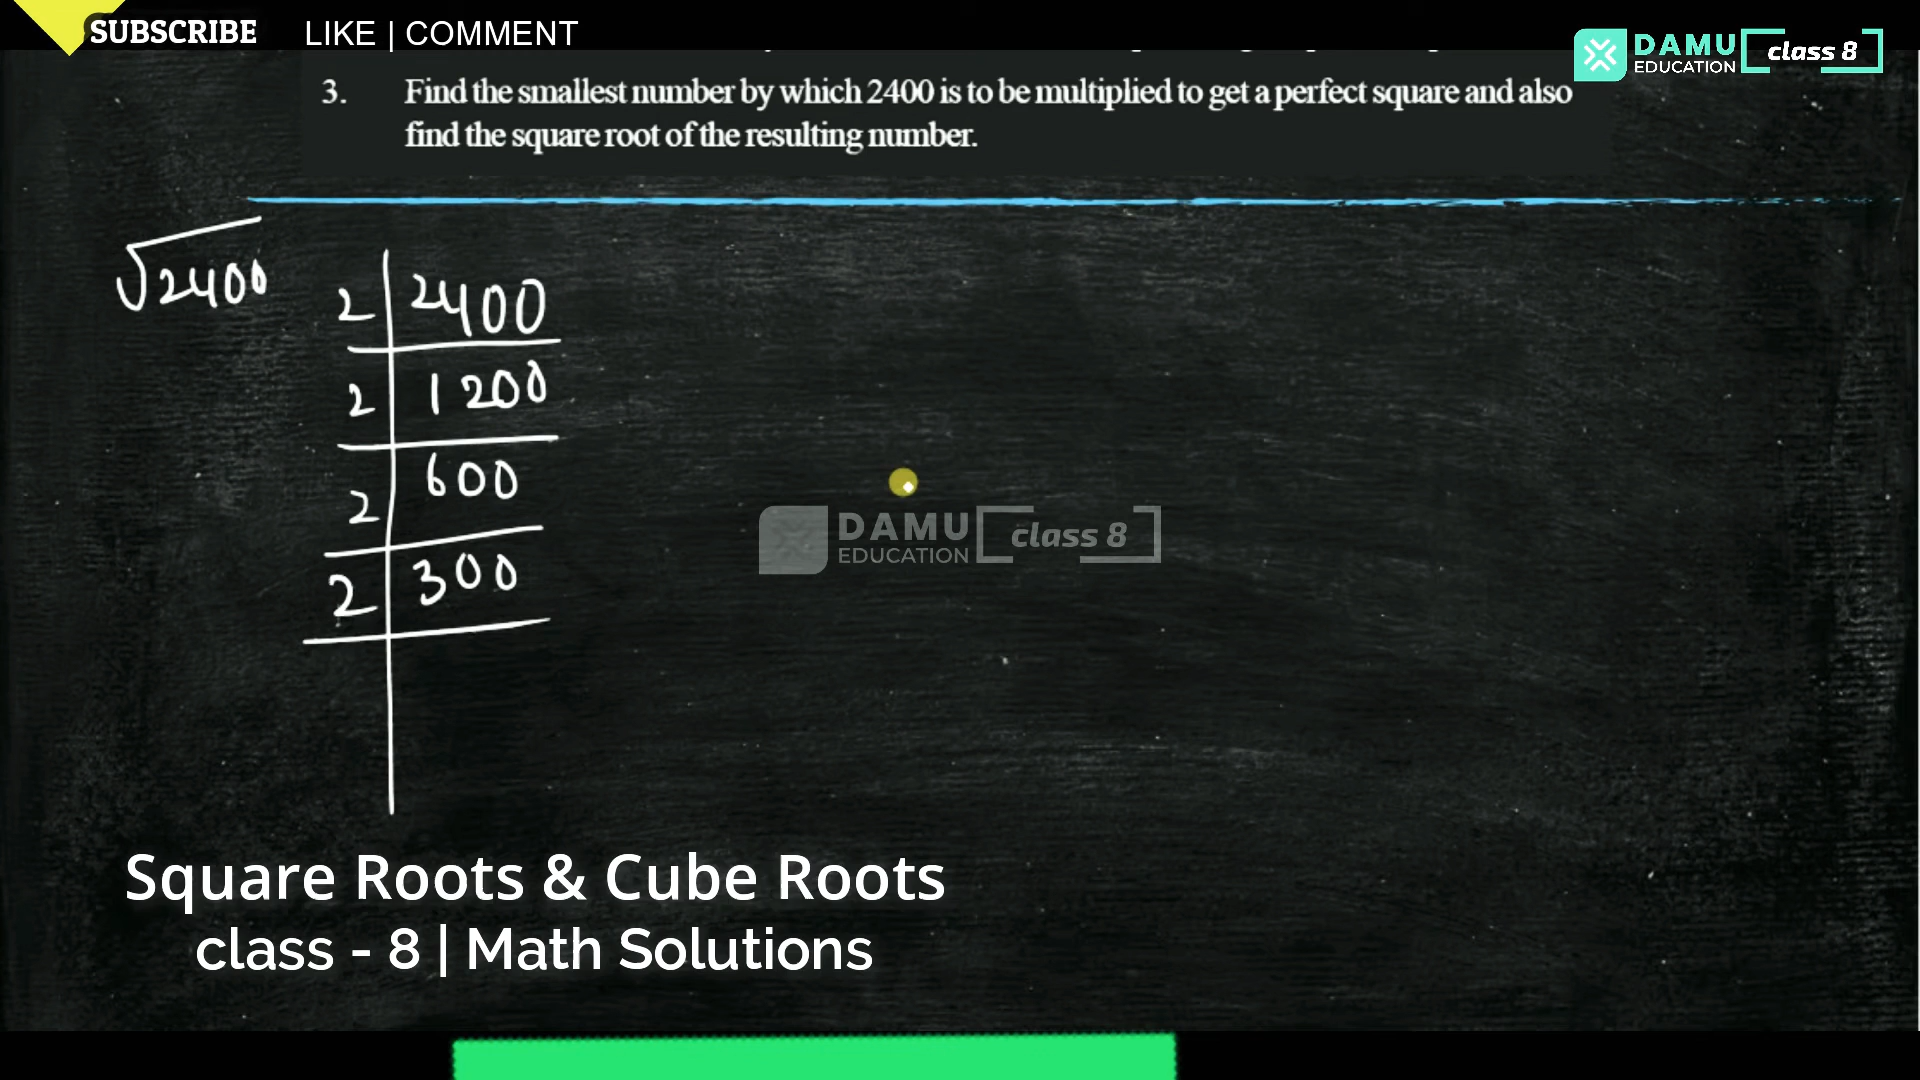 SUBSCRIBE LIKE | COMMENT
DAMU EDUCATION class 8
3. Find the smallest number by which 2400 is to be multiplied to get a perfect square and also
find the square root of the resulting number.
√2400
2 | 2400
2 | 1200
2 | 600
2 | 300
DAMU EDUCATION class 8
Square Roots & Cube Roots
class - 8 | Math Solutions